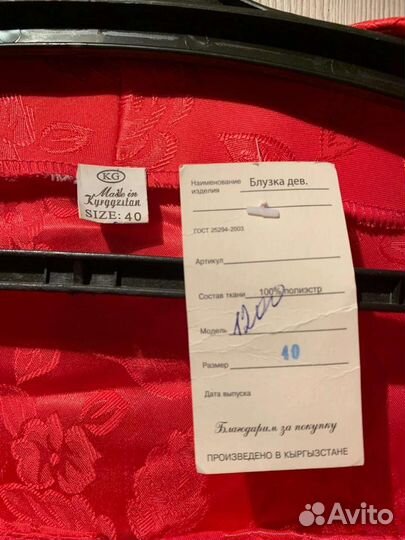 KG
Made in
Kyrgyzstan
SIZE: 40
Наименование изделия Блузка дев.
ГОСТ 25294-2003
Артикул
Состав ткани 100% полиэстр
Модель 1200
Размер 40
Дата выпуска
Благодарим за покупку
ПРОИЗВЕДЕНО В КЫРГЫЗСТАНЕ
Avito